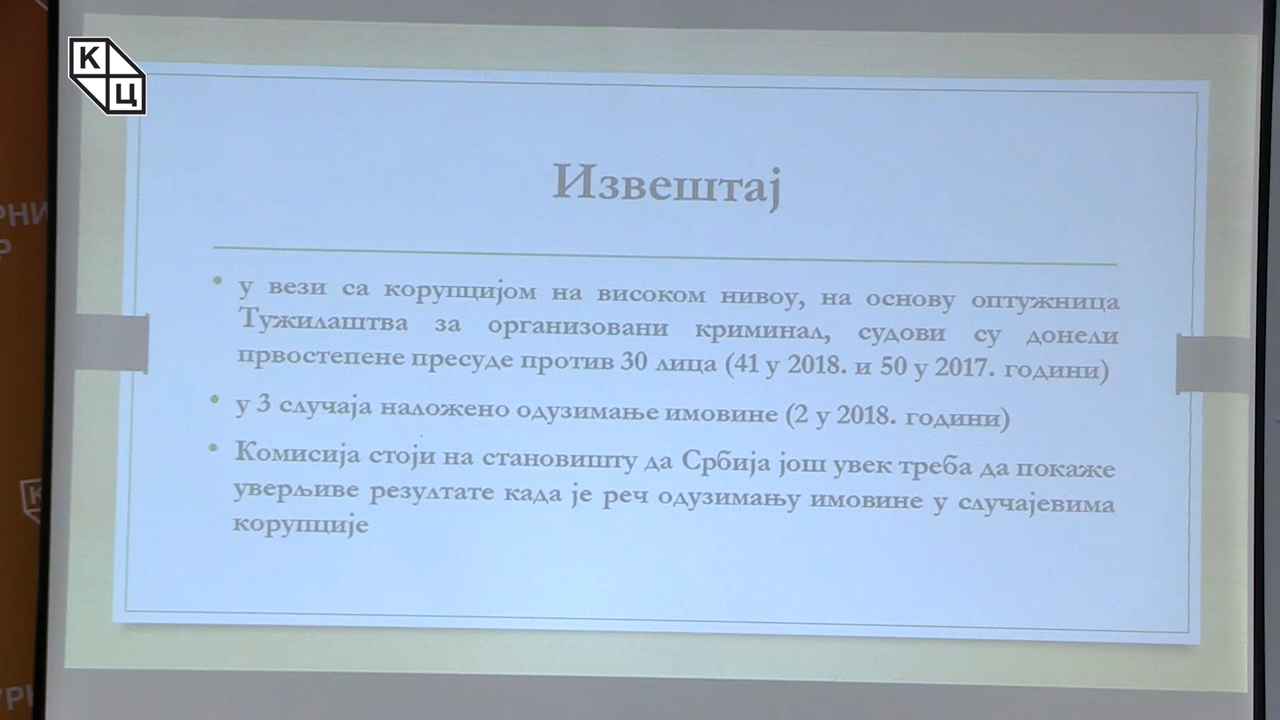 К
Ц
РНИ
Р
Извештај
• у вези са корупцијом на високом нивоу, на основу оптужница
Тужилаштва за организовани криминал, судови су донели
првостепене пресуде против 30 лица (41 у 2018. и 50 у 2017. години)
• у 3 случаја наложено одузимање имовине (2 у 2018. години)
• Комисија стоји на становишту да Србија још увек треба да покаже
уверљиве резултате када је реч одузимању имовине у случајевима
корупције
К
УРН